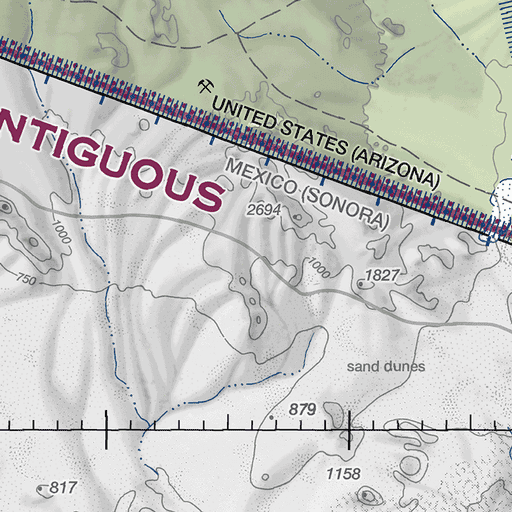 UNITED STATES (ARIZONA)
NTIGUOUS
MEXICO (SONORA)
2694
1000
1000
1827
750
sand dunes
879
1158
817